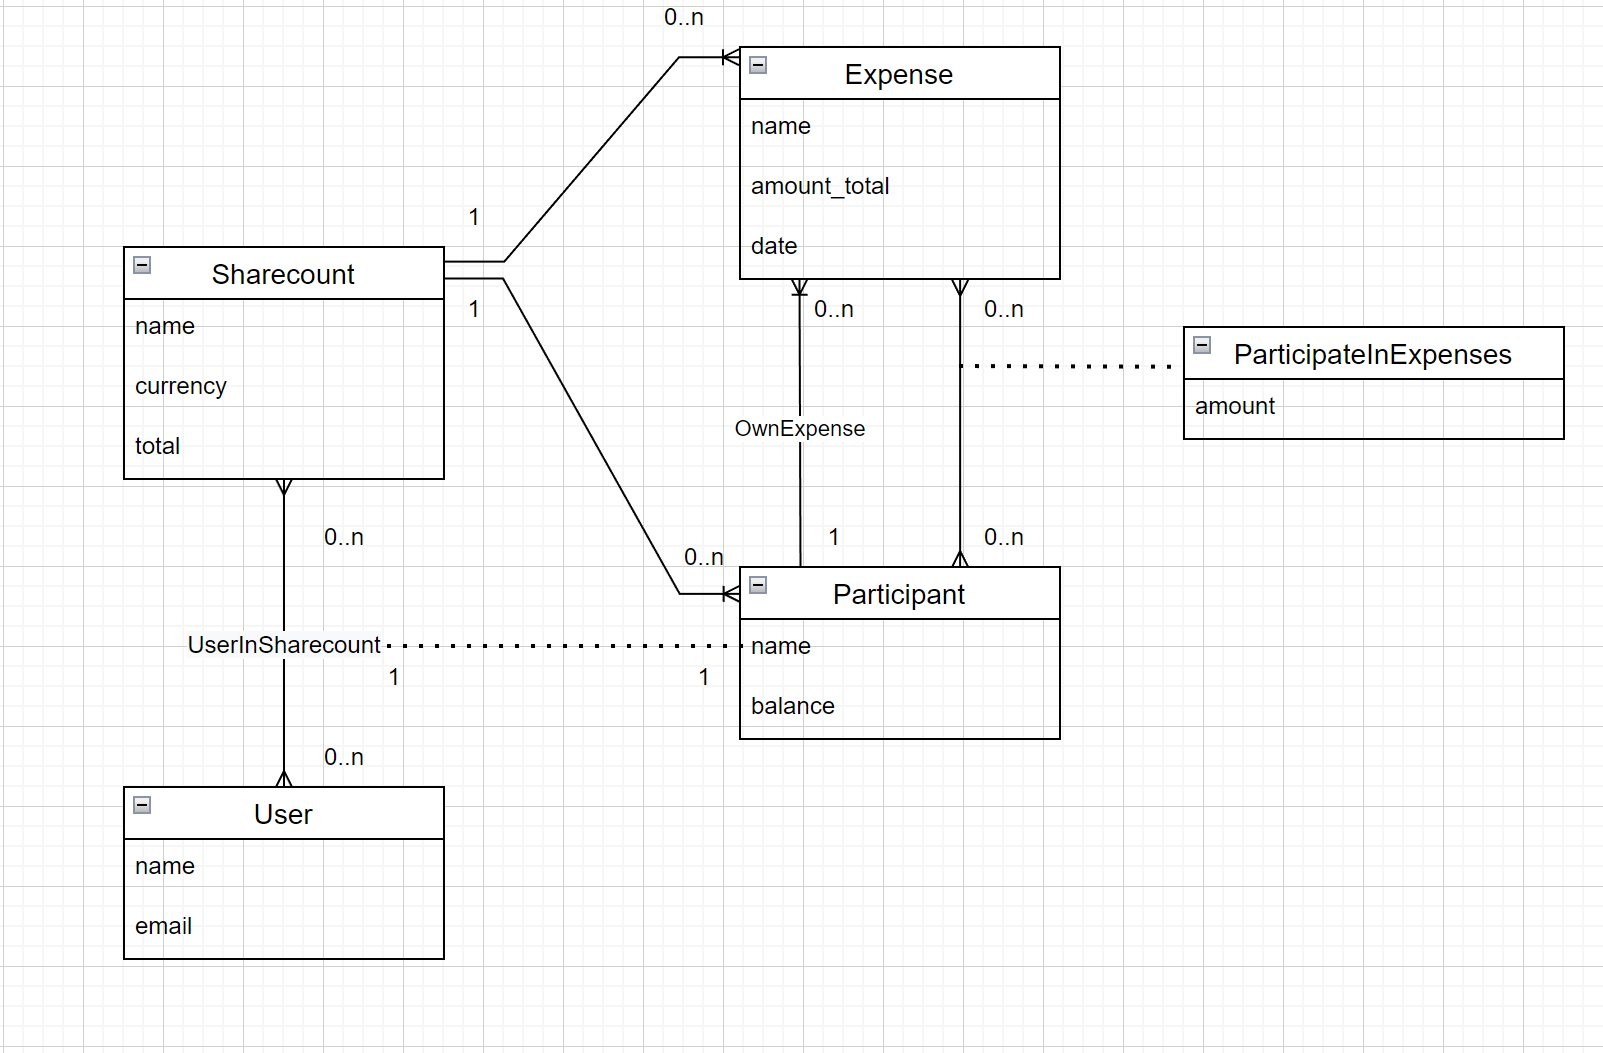 0..n
Expense
name
amount_total
date
1
Sharecount
name
currency
total
1
0..n
0..n
ParticipateInExpenses
amount
OwnExpense
0..n
0..n
1
0..n
Participant
name
balance
UserInSharecount
1
1
0..n
User
name
email